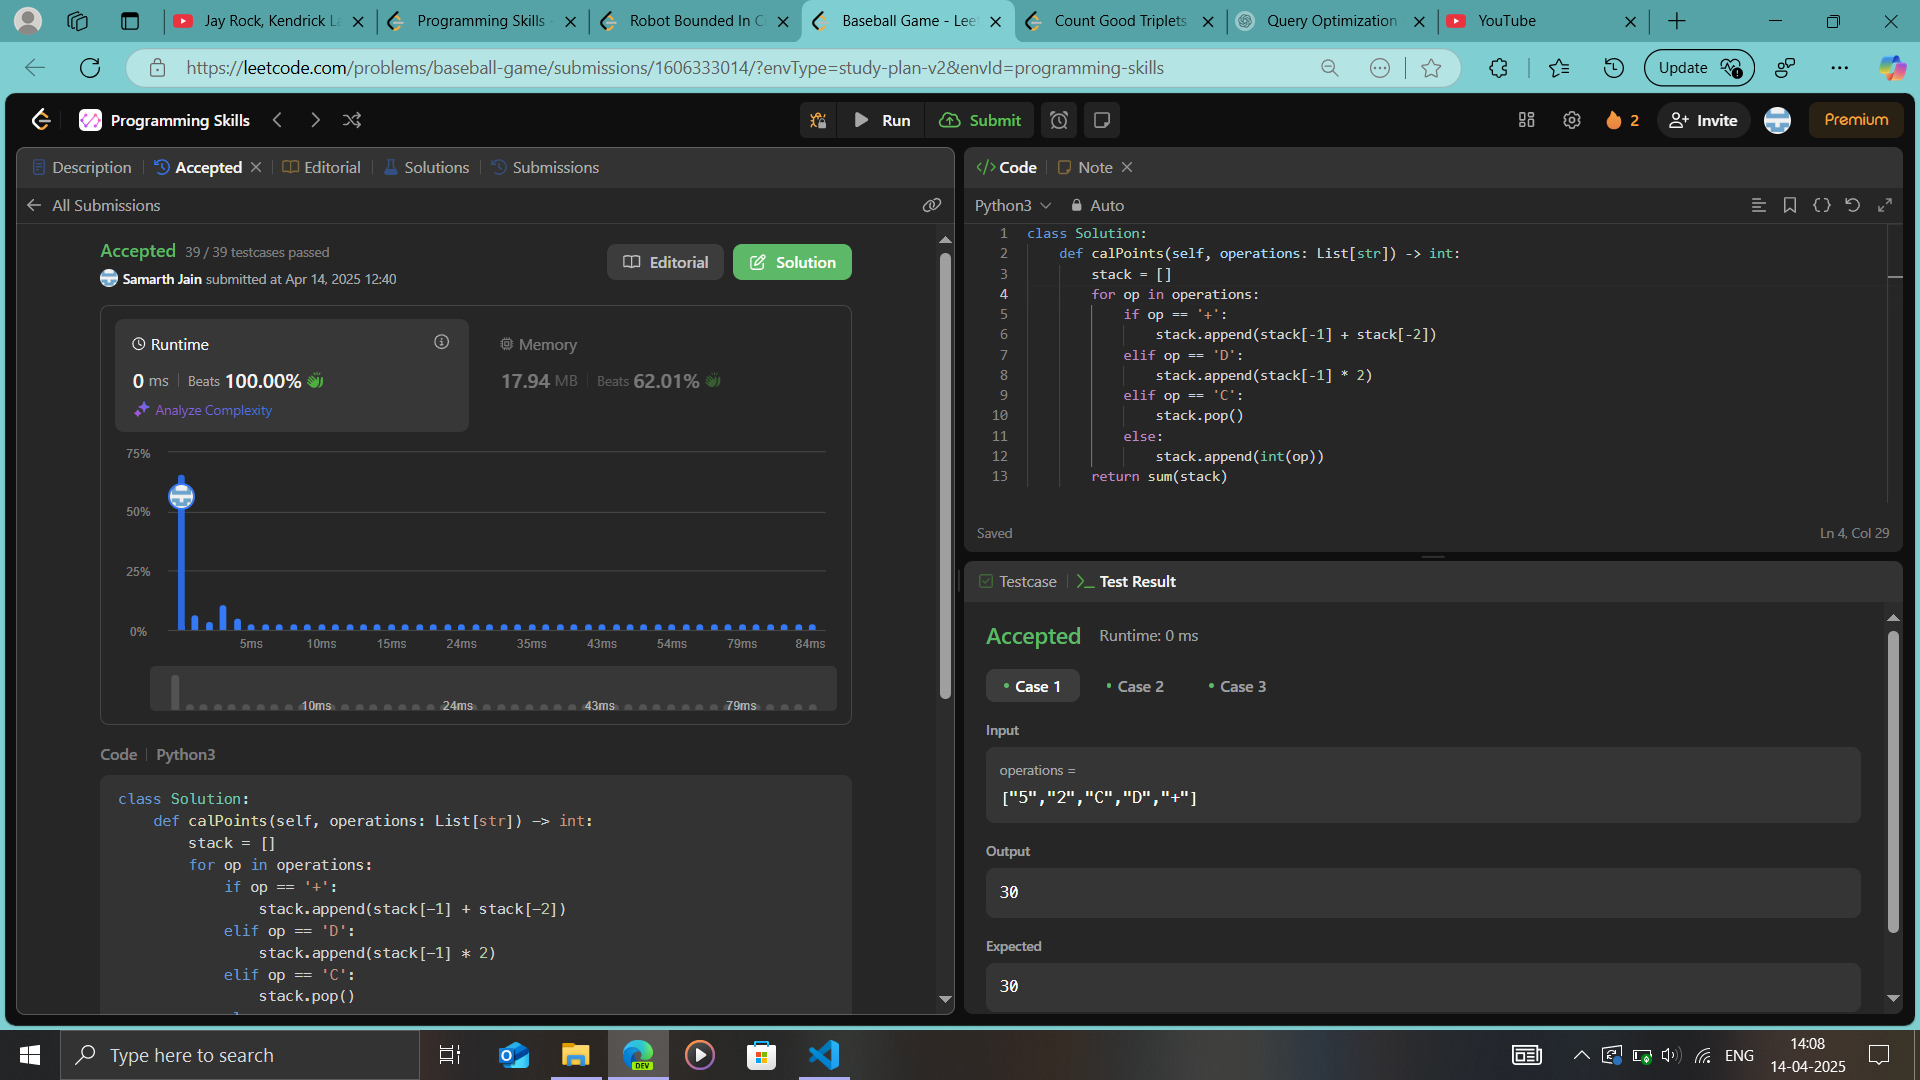 Jay Rock, Kendrick La
Programming Skills -
Robot Bounded In Ci
Baseball Game - Leet
Count Good Triplets
Query Optimization
YouTube
https://leetcode.com/problems/baseball-game/submissions/1606333014/?envType=study-plan-v2&envId=programming-skills
Update
Programming Skills
Run
Submit
2
Invite
Premium
Description
Accepted
Editorial
Solutions
Submissions
All Submissions
Accepted 39 / 39 testcases passed
Samarth Jain submitted at Apr 14, 2025 12:40
Editorial
Solution
Runtime
0 ms Beats 100.00%
Analyze Complexity
Memory
17.94 MB Beats 62.01%
75%
50%
25%
0%
5ms 10ms 15ms 24ms 35ms 43ms 54ms 79ms 84ms
10ms 24ms 43ms 79ms
Code Python3
class Solution:
def calPoints(self, operations: List[str]) -> int:
stack = []
for op in operations:
if op == '+':
stack.append(stack[-1] + stack[-2])
elif op == 'D':
stack.append(stack[-1] * 2)
elif op == 'C':
stack.pop()
</> Code
Note
Python3
Auto
1 class Solution:
2 def calPoints(self, operations: List[str]) -> int:
3 stack = []
4 for op in operations:
5 if op == '+':
6 stack.append(stack[-1] + stack[-2])
7 elif op == 'D':
8 stack.append(stack[-1] * 2)
9 elif op == 'C':
10 stack.pop()
11 else:
12 stack.append(int(op))
13 return sum(stack)
Saved
Ln 4, Col 29
Testcase
Test Result
Accepted Runtime: 0 ms
Case 1
Case 2
Case 3
Input
operations =
["5","2","C","D","+"]
Output
30
Expected
30
Type here to search
DEV
ENG
14:08
14-04-2025